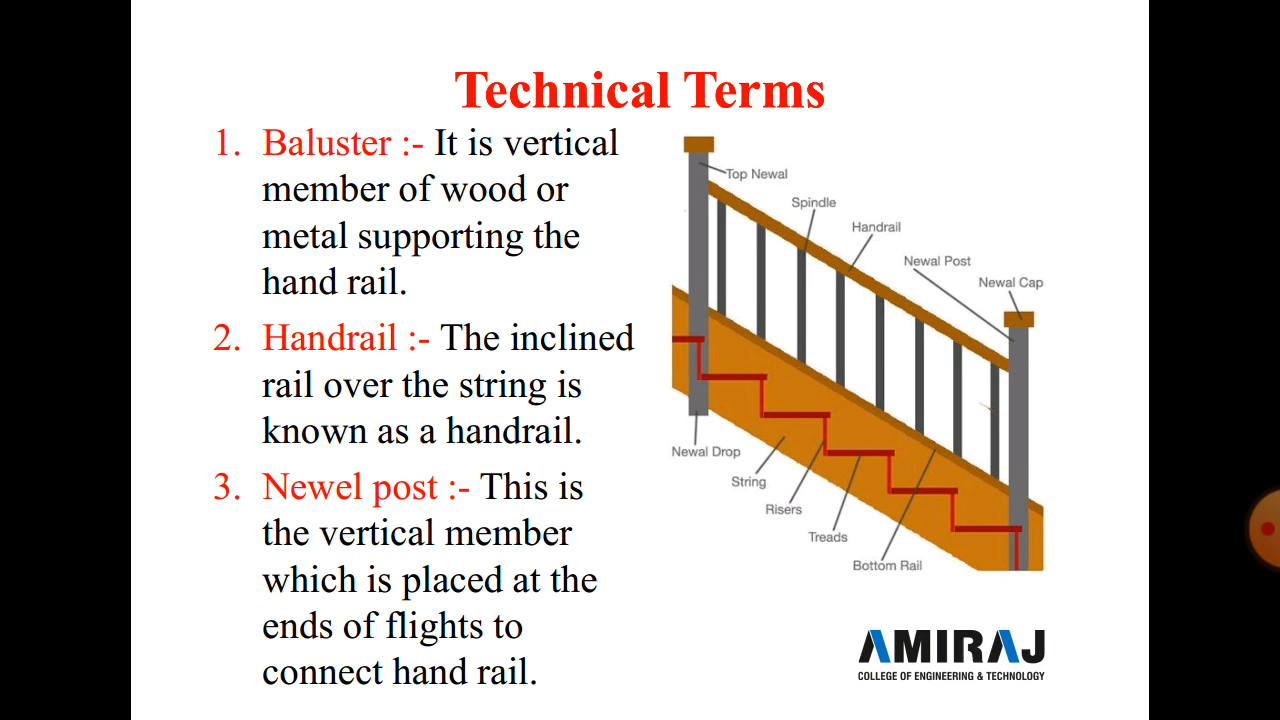 Technical Terms
1. Baluster :- It is vertical
member of wood or
metal supporting the
hand rail.
2. Handrail :- The inclined
rail over the string is
known as a handrail.
3. Newel post :- This is
the vertical member
which is placed at the
ends of flights to
connect hand rail.
Top Newal
Spindle
Handrail
Newal Post
Newal Cap
Newal Drop
String
Risers
Treads
Bottom Rail
AMIRAJ
COLLEGE OF ENGINEERING & TECHNOLOGY